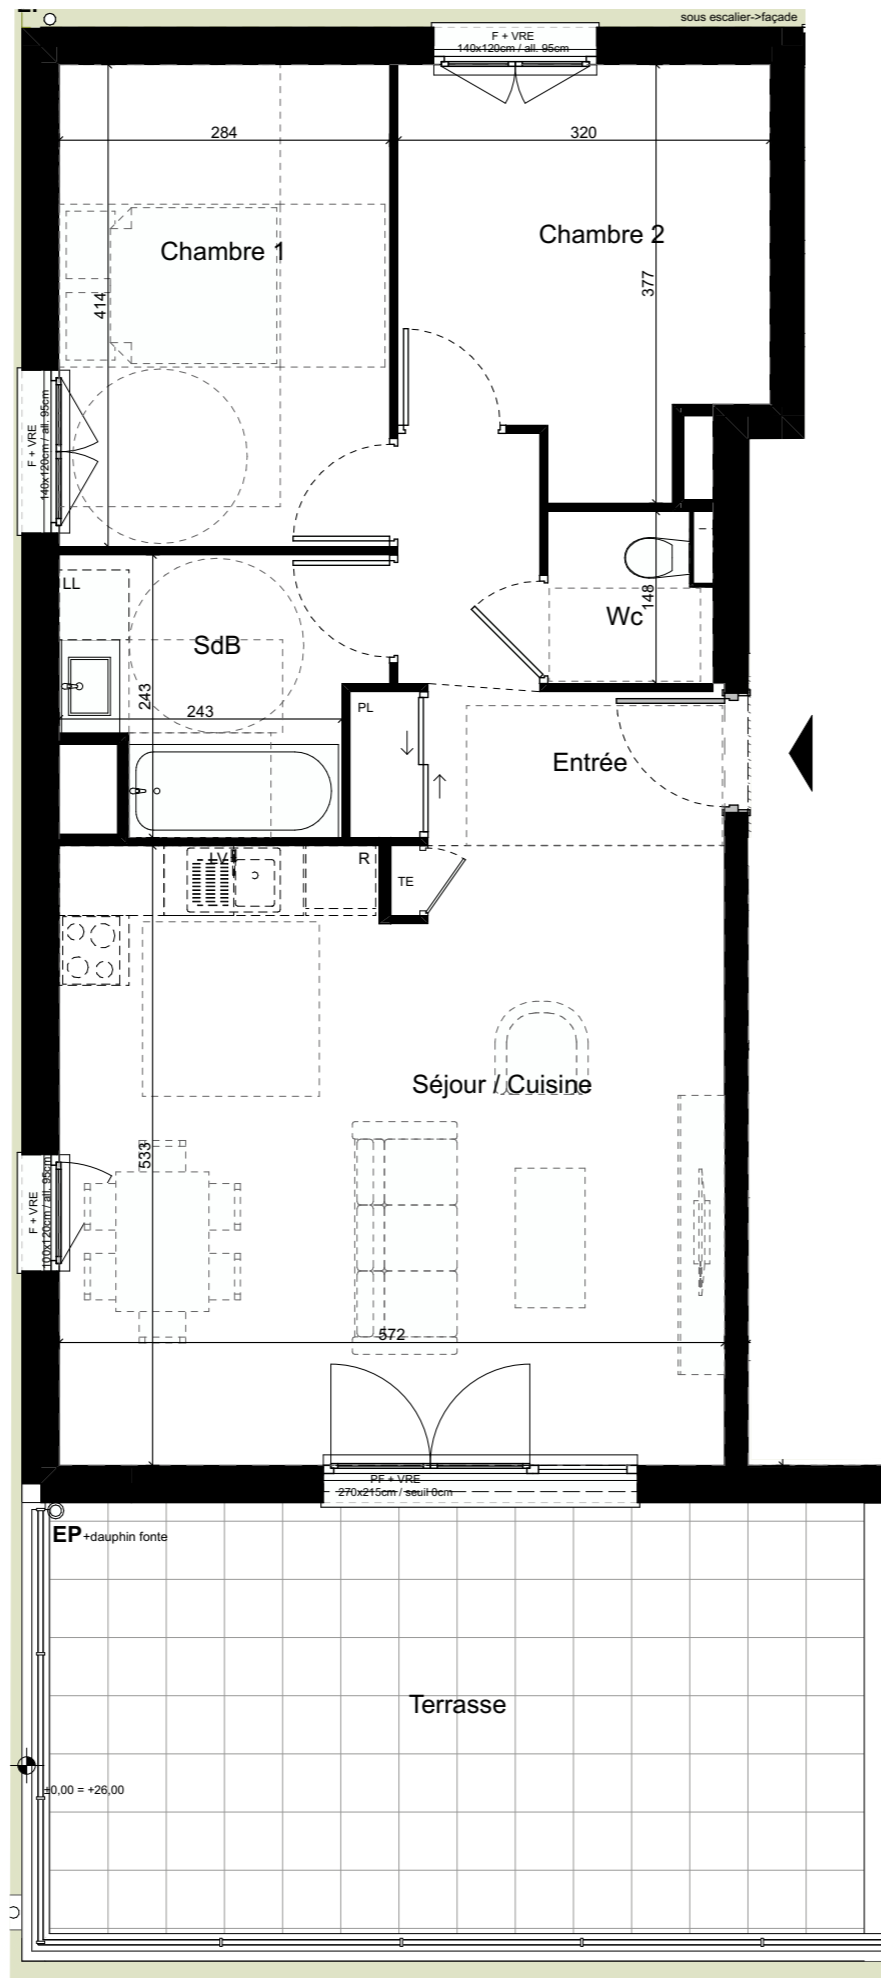 sous escalier->façade
F + VRE
140x120cm / all. 95cm
284
320
Chambre 1
Chambre 2
414
377
F + VRE
140x120cm / all. 95cm
LL
SdB
Wc
148
243
243
PL
Entrée
LV
R
TE
Séjour / Cuisine
533
F + VRE
100x120cm / all. 95cm
572
PF + VRE
270x215cm / seuil 0cm
EP +dauphin fonte
Terrasse
±0,00 = +26,00